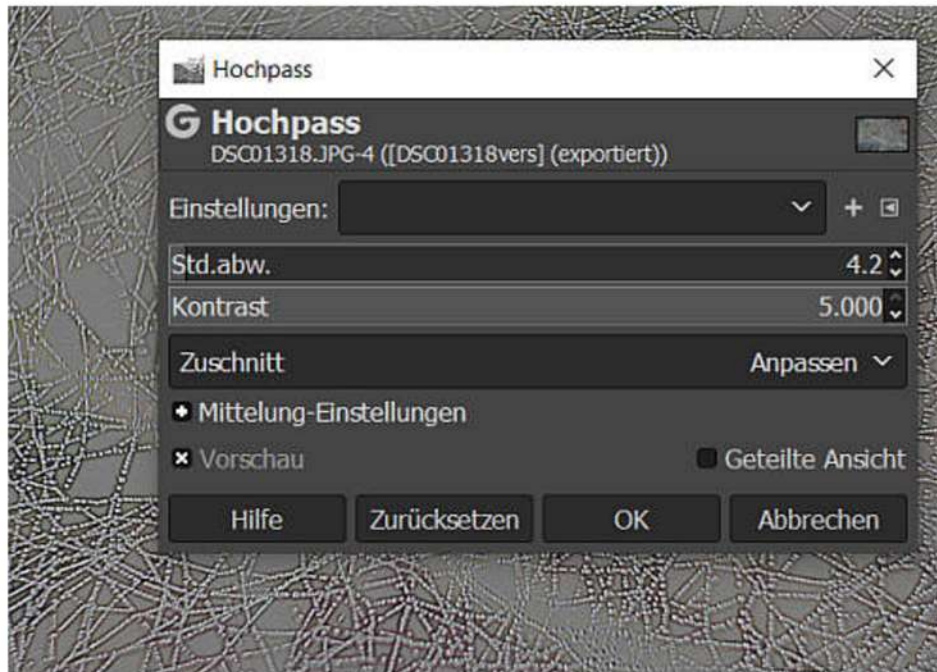 Hochpass
Hochpass
DSC01318.JPG-4 ([DSC01318vers] (exportiert))
Einstellungen:
Std.abw. 4.2
Kontrast 5.000
Zuschnitt Anpassen
Mittelung-Einstellungen
Vorschau Geteilte Ansicht
Hilfe Zurücksetzen OK Abbrechen